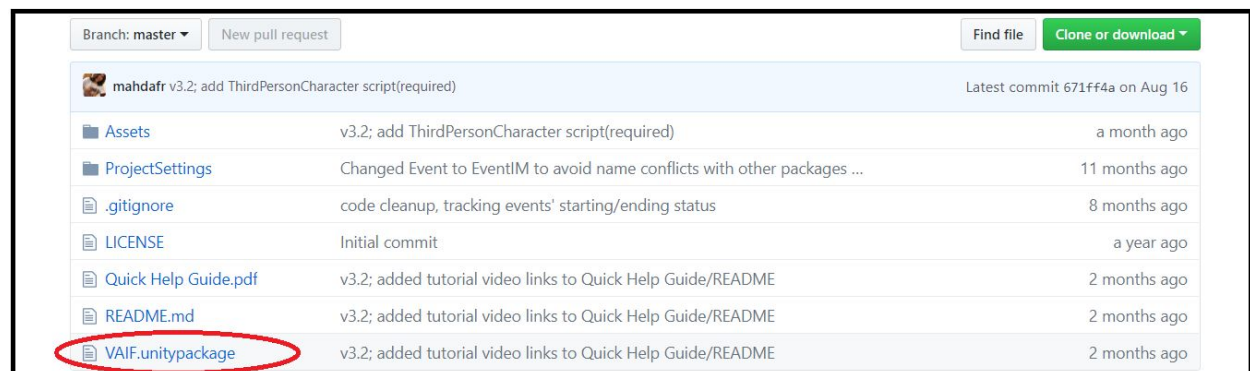 Branch: master New pull request Find file Clone or download
mahdafr v3.2; add ThirdPersonCharacter script(required) Latest commit 671ff4a on Aug 16
Assets v3.2; add ThirdPersonCharacter script(required) a month ago
ProjectSettings Changed Event to EventIM to avoid name conflicts with other packages ... 11 months ago
.gitignore code cleanup, tracking events' starting/ending status 8 months ago
LICENSE Initial commit a year ago
Quick Help Guide.pdf v3.2; added tutorial video links to Quick Help Guide/README 2 months ago
README.md v3.2; added tutorial video links to Quick Help Guide/README 2 months ago
VAIF.unitypackage v3.2; added tutorial video links to Quick Help Guide/README 2 months ago